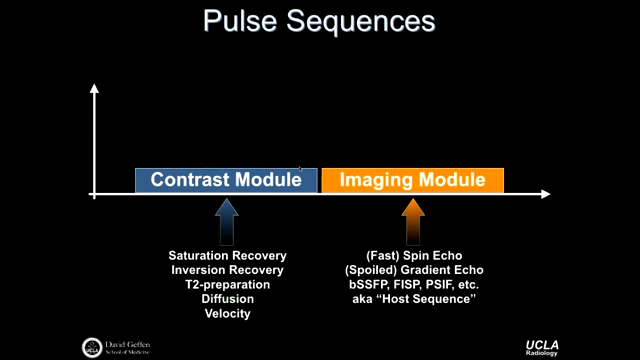 Pulse Sequences
Contrast Module
Imaging Module
Saturation Recovery
Inversion Recovery
T2-preparation
Diffusion
Velocity
(Fast) Spin Echo
(Spoiled) Gradient Echo
bSSFP, FISP, PSIF, etc.
aka “Host Sequence”
UCLA
David Geffen
School of Medicine
UCLA
Radiology